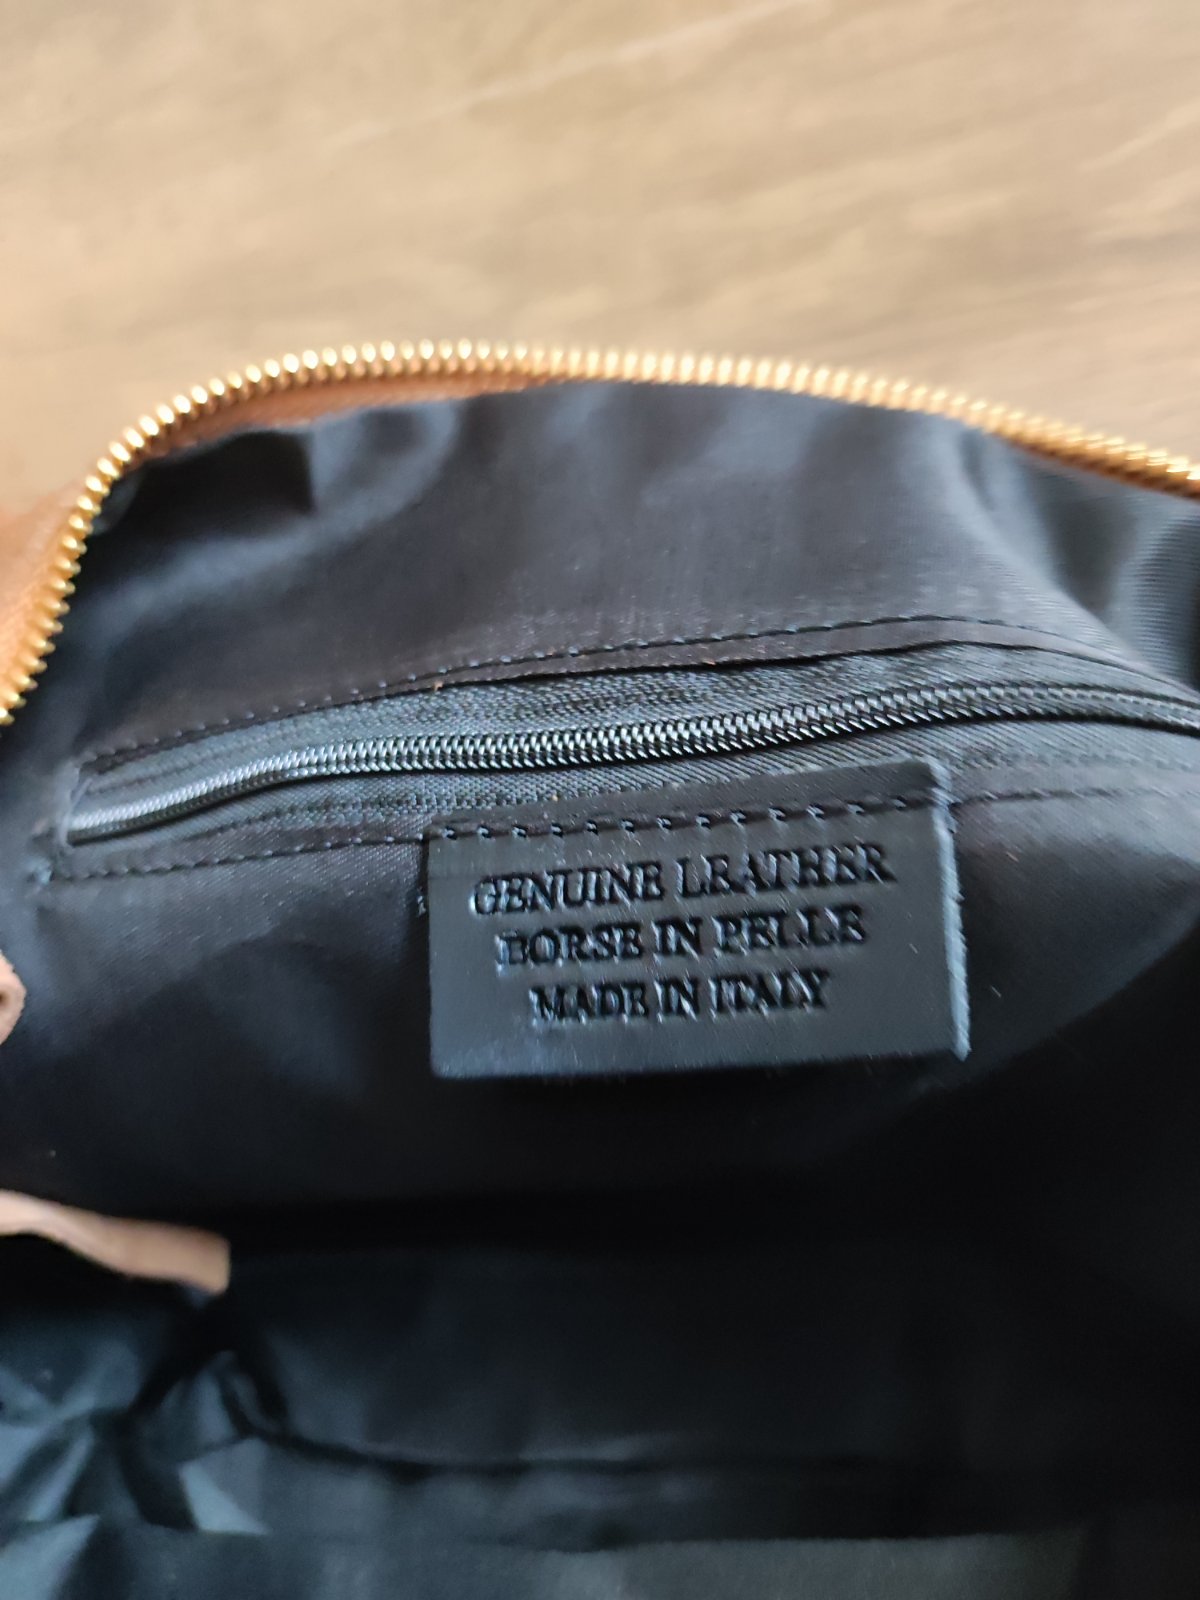 GENUINE LEATHER
BORSE IN PELLE
MADE IN ITALY